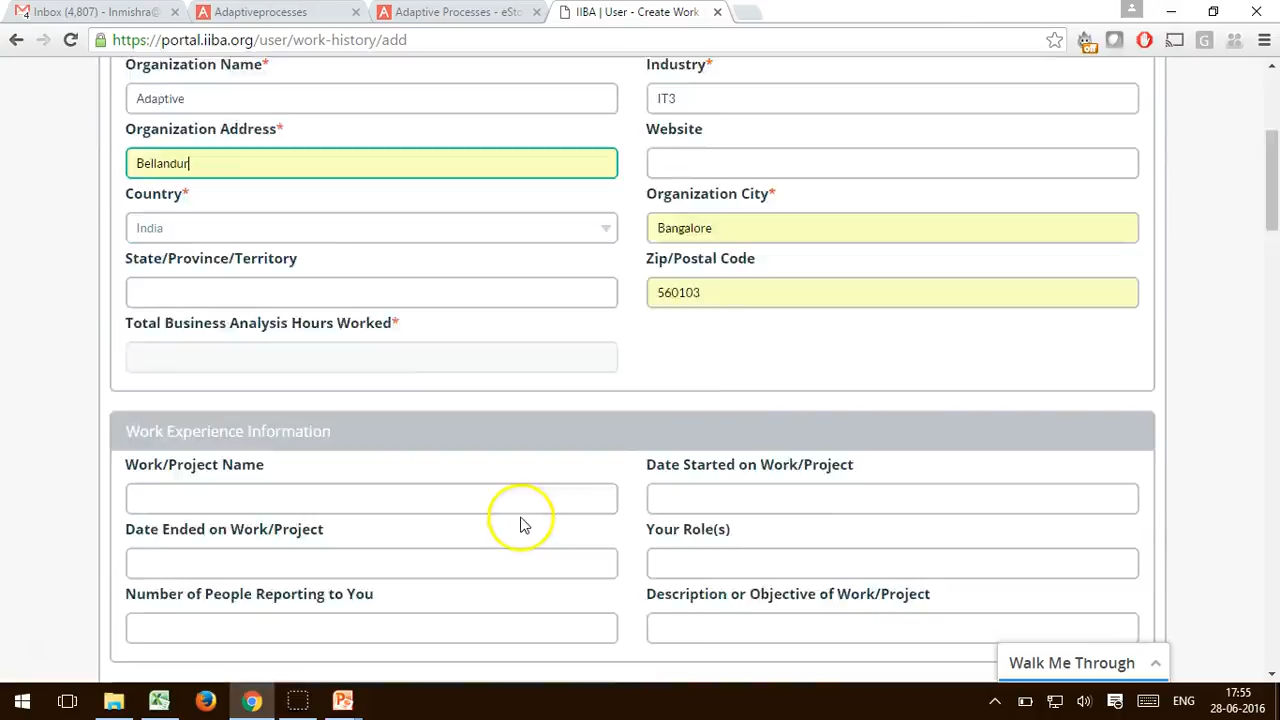 Inbox (4,807) - Inmishra@
Adaptiveprocesses
Adaptive Processes - eSto
IIBA | User - Create Work
https://portal.iiba.org/user/work-history/add
Organization Name*
Industry*
Adaptive
IT3
Organization Address*
Website
Bellandur
Country*
Organization City*
India
Bangalore
State/Province/Territory
Zip/Postal Code
560103
Total Business Analysis Hours Worked*
Work Experience Information
Work/Project Name
Date Started on Work/Project
Date Ended on Work/Project
Your Role(s)
Number of People Reporting to You
Description or Objective of Work/Project
Walk Me Through
ENG
17:55
28-06-2016